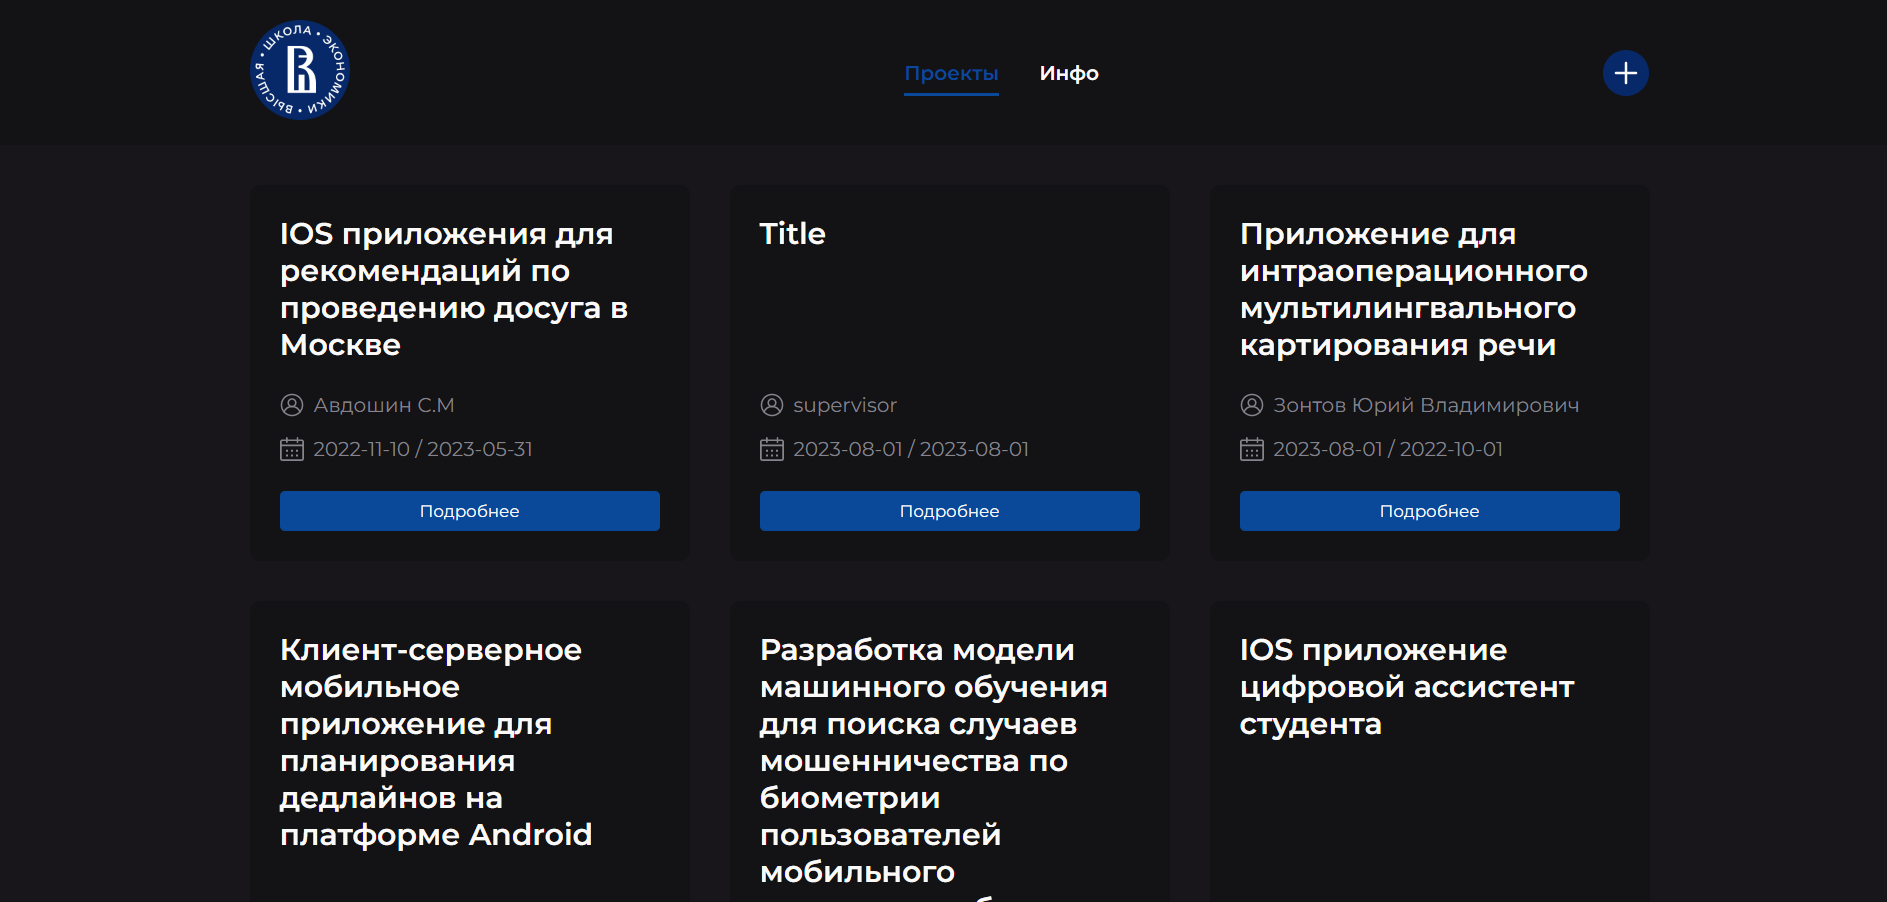 ВЫСШАЯ • ШКОЛА • ЭКОНОМИКИ •
Проекты
Инфо
IOS приложения для
рекомендаций по
проведению досуга в
Москве
Авдошин С.М
2022-11-10 / 2023-05-31
Подробнее
Title
supervisor
2023-08-01 / 2023-08-01
Подробнее
Приложение для
интраоперационного
мультилингвального
картирования речи
Зонтов Юрий Владимирович
2023-08-01 / 2022-10-01
Подробнее
Клиент-серверное
мобильное
приложение для
планирования
дедлайнов на
платформе Android
Разработка модели
машинного обучения
для поиска случаев
мошенничества по
биометрии
пользователей
мобильного
IOS приложение
цифровой ассистент
студента